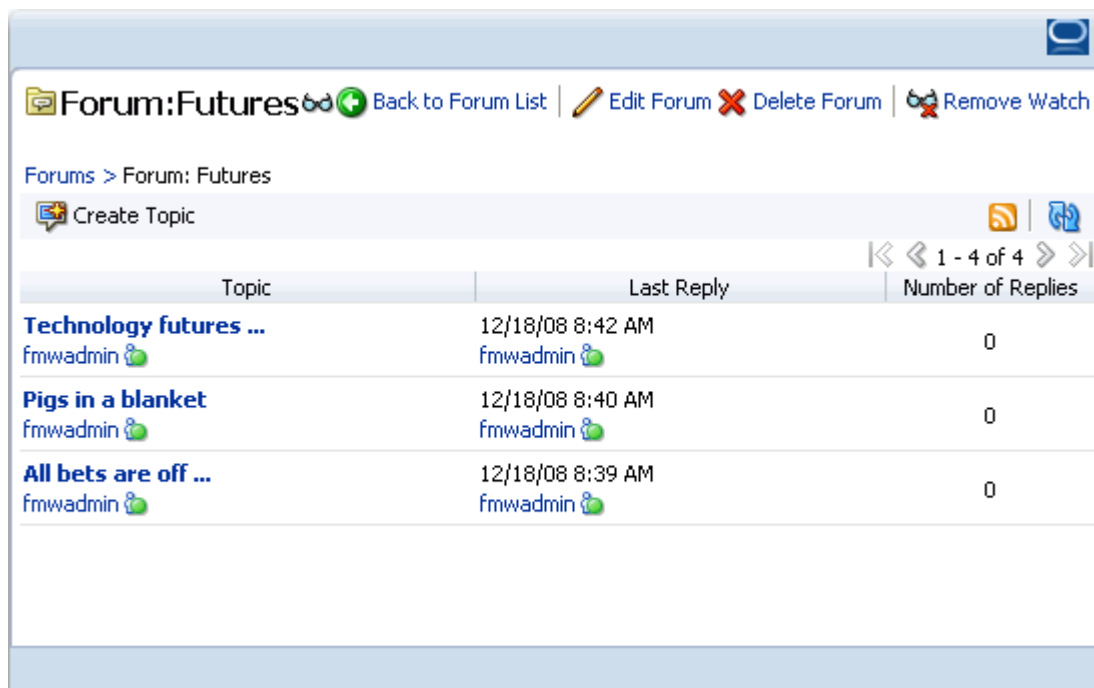 Forum:Futures Back to Forum List Edit Forum Delete Forum Remove Watch
Forums > Forum: Futures
Create Topic
1 - 4 of 4
Topic Last Reply Number of Replies
Technology futures ... 12/18/08 8:42 AM
fmwadmin fmwadmin 0
Pigs in a blanket 12/18/08 8:40 AM
fmwadmin fmwadmin 0
All bets are off ... 12/18/08 8:39 AM
fmwadmin fmwadmin 0